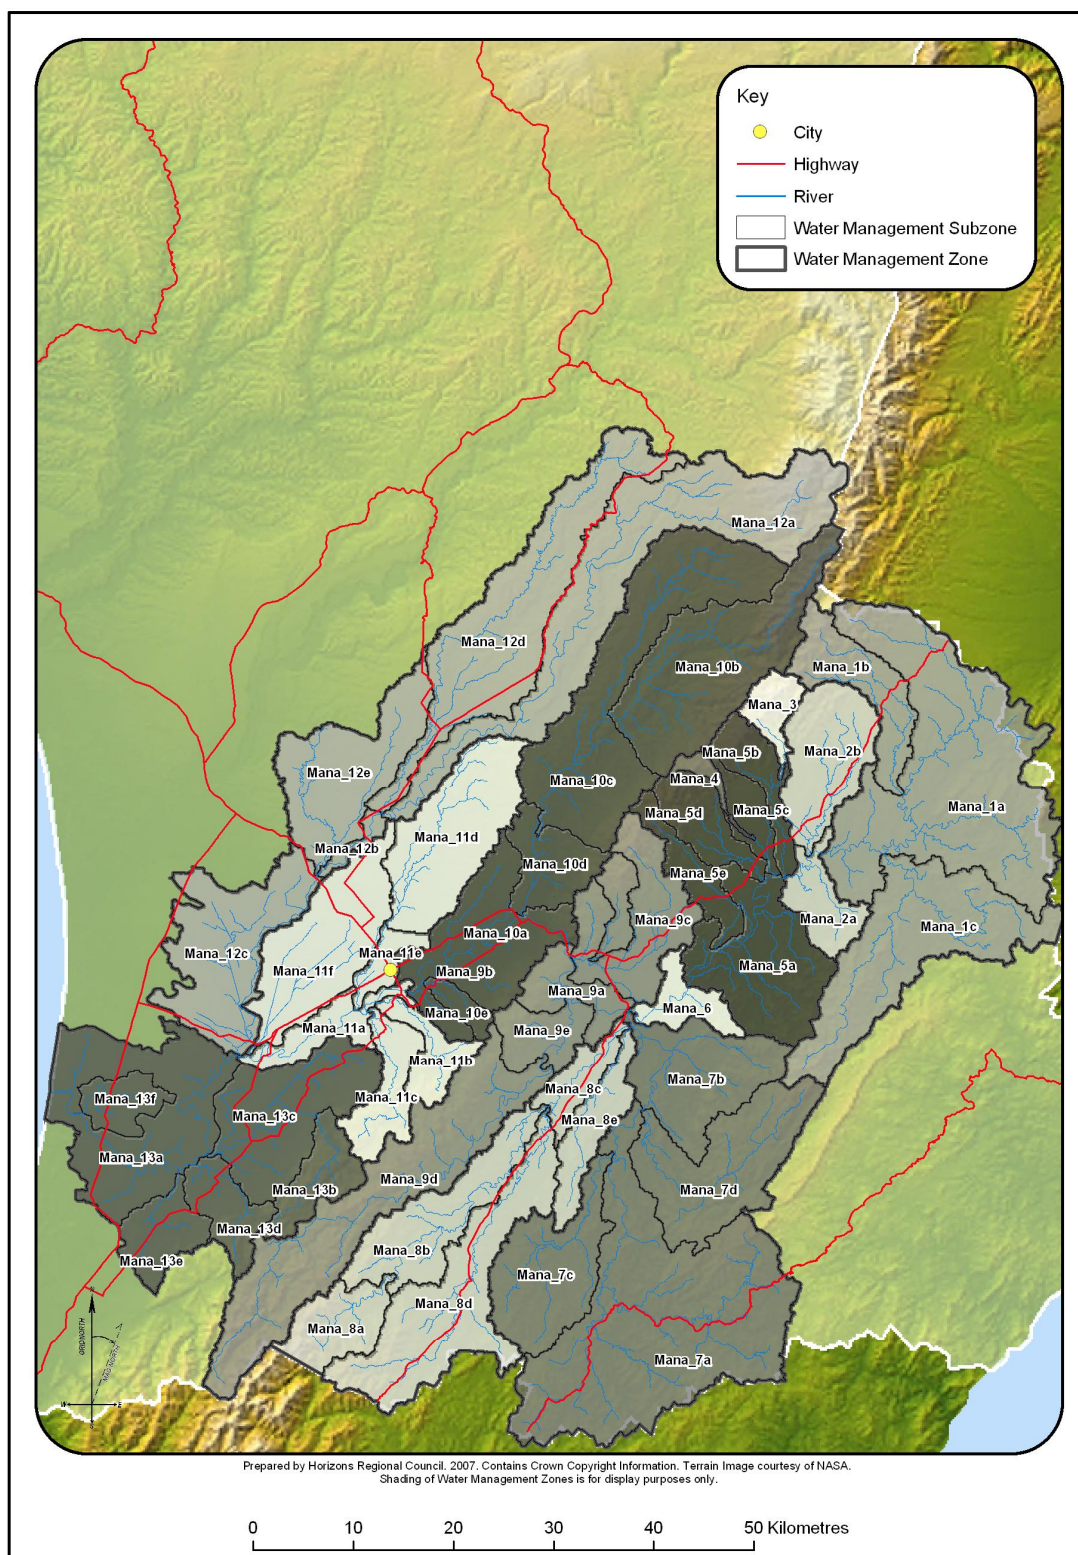 Key
City
Highway
River
Water Management Subzone
Water Management Zone
Mana_12a
Mana_12d
Mana_10b
Mana_1b
Mana_3
Mana_2b
Mana_5b
Mana_12e
Mana_10c
Mana_4
Mana_1a
Mana_5d
Mana_5c
Mana_11d
Mana_12b
Mana_10d
Mana_5e
Mana_2a
Mana_9c
Mana_1c
Mana_10a
Mana_12c
Mana_11e
Mana_11f
Mana_9b
Mana_5a
Mana_9a
Mana_6
Mana_10e
Mana_11a
Mana_9e
Mana_11b
Mana_7b
Mana_8c
Mana_11c
Mana_13f
Mana_13c
Mana_8e
Mana_13a
Mana_9d
Mana_13b
Mana_7d
Mana_13d
Mana_8b
Mana_13e
Mana_7c
Mana_8d
Mana_8a
Mana_7a
N
GRIDNORTH
MAGNORTH
W
E
S
Prepared by Horizons Regional Council. 2007. Contains Crown Copyright Information. Terrain Image courtesy of NASA.
Shading of Water Management Zones is for display purposes only.
0 10 20 30 40 50 Kilometres